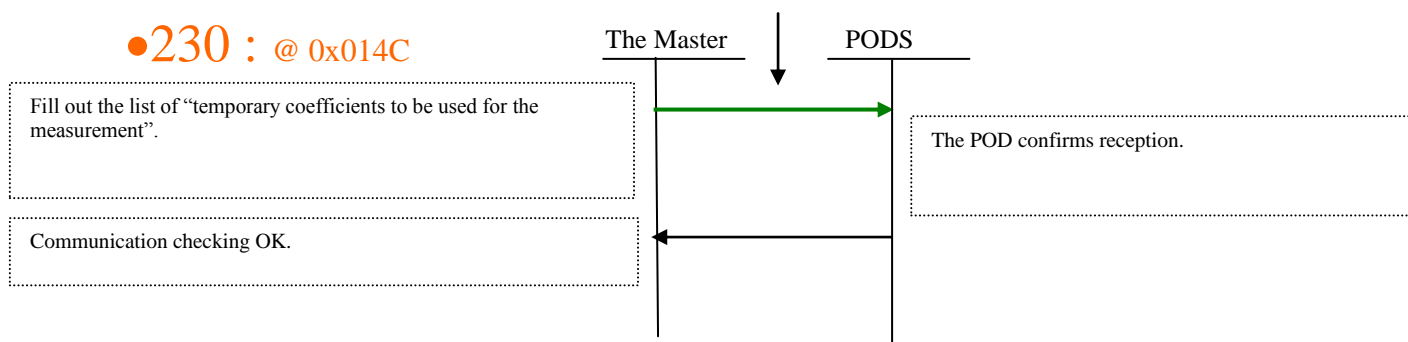 •230 : @ 0x014C
The Master
PODS
Fill out the list of “temporary coefficients to be used for the
measurement”.
The POD confirms reception.
Communication checking OK.